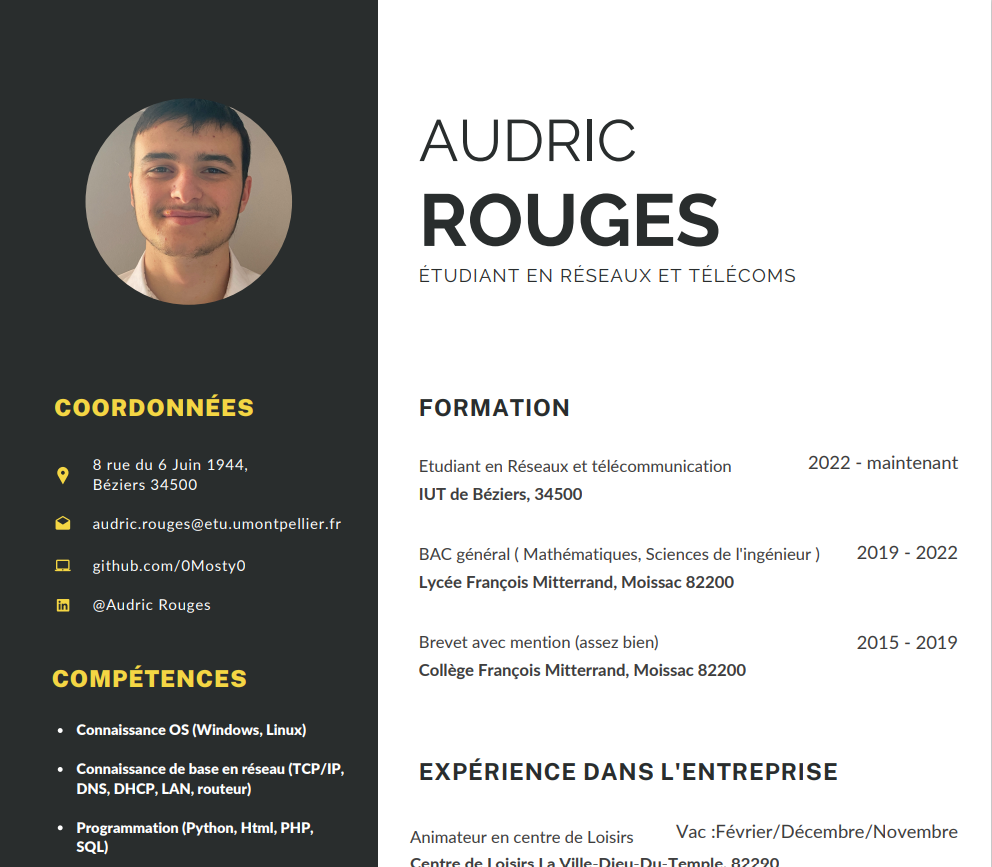 AUDRIC
ROUGES
ÉTUDIANT EN RÉSEAUX ET TÉLÉCOMS
COORDONNÉES
8 rue du 6 Juin 1944,
Béziers 34500
audric.rouges@etu.umontpellier.fr
github.com/0Mosty0
@Audric Rouges
COMPÉTENCES
• Connaissance OS (Windows, Linux)
• Connaissance de base en réseau (TCP/IP,
DNS, DHCP, LAN, routeur)
• Programmation (Python, Html, PHP,
SQL)
FORMATION
Etudiant en Réseaux et télécommunication 2022 - maintenant
IUT de Béziers, 34500
BAC général ( Mathématiques, Sciences de l'ingénieur ) 2019 - 2022
Lycée François Mitterrand, Moissac 82200
Brevet avec mention (assez bien) 2015 - 2019
Collège François Mitterrand, Moissac 82200
EXPÉRIENCE DANS L'ENTREPRISE
Animateur en centre de Loisirs Vac :Février/Décembre/Novembre
Centre de Loisirs La Ville-Dieu-Du-Temple, 82290